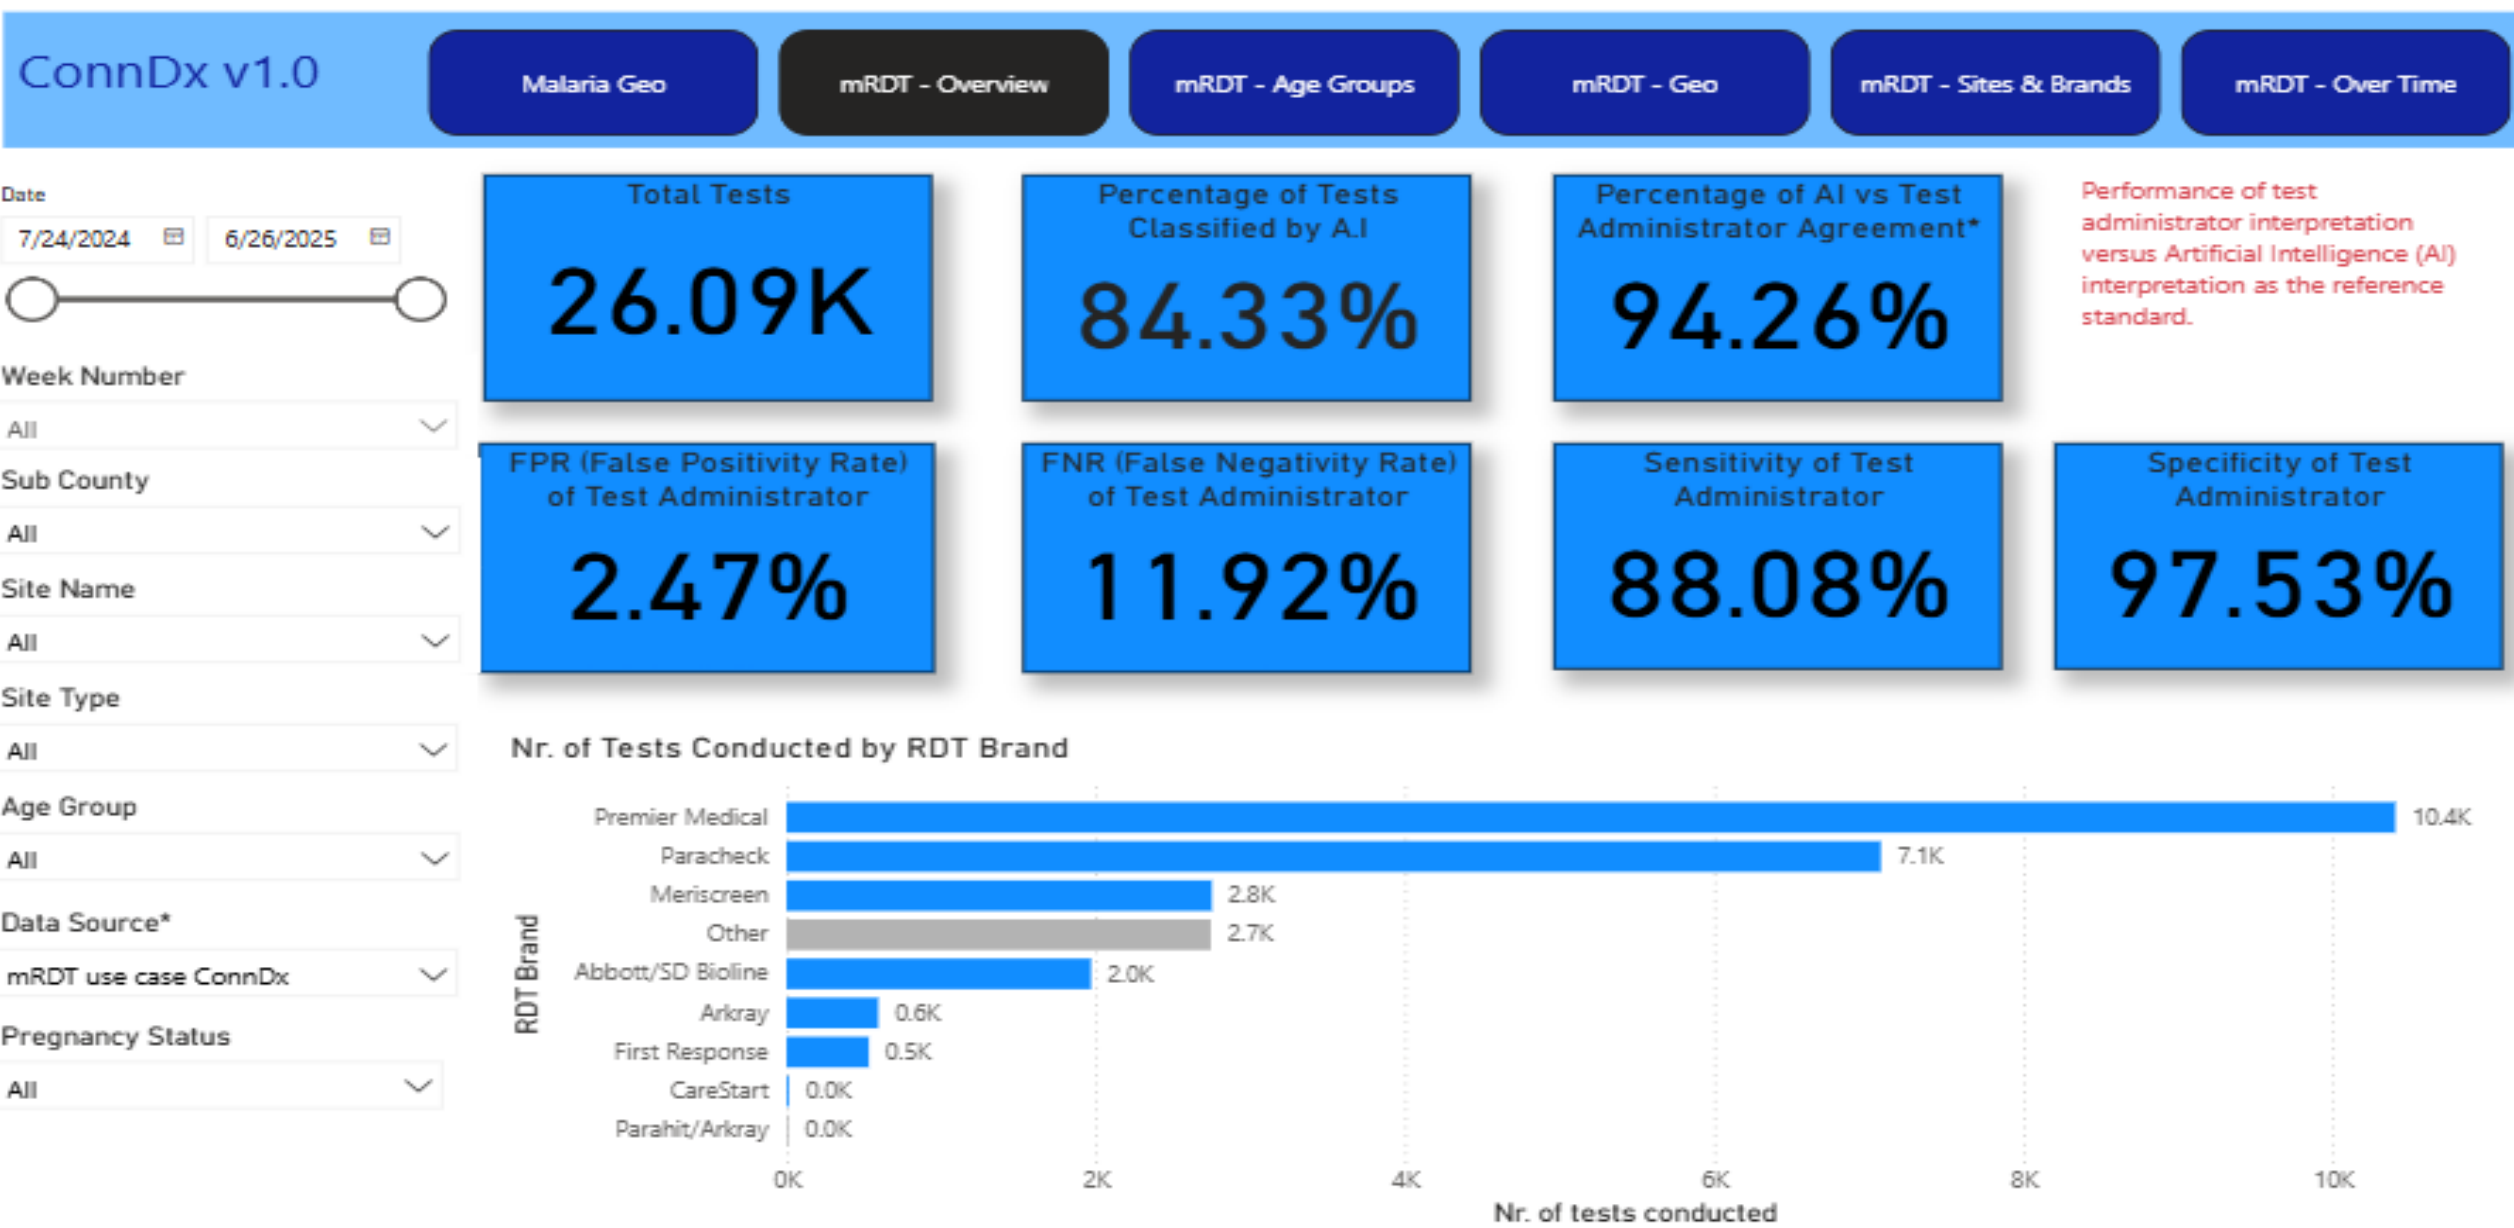 ConnDx v1.0
Malaria Geo
mRDT - Overview
mRDT - Age Groups
mRDT - Geo
mRDT - Sites & Brands
mRDT - Over Time
Date
7/24/2024
6/26/2025
Week Number
All
Sub County
All
Site Name
All
Site Type
All
Age Group
All
Data Source*
mRDT use case ConnDx
Pregnancy Status
All
Total Tests
26.09K
Percentage of Tests
Classified by A.I
84.33%
Percentage of AI vs Test
Administrator Agreement*
94.26%
Performance of test
administrator interpretation
versus Artificial Intelligence (AI)
interpretation as the reference
standard.
FPR (False Positivity Rate)
of Test Administrator
2.47%
FNR (False Negativity Rate)
of Test Administrator
11.92%
Sensitivity of Test
Administrator
88.08%
Specificity of Test
Administrator
97.53%
Nr. of Tests Conducted by RDT Brand
RDT Brand
Premier Medical 10.4K
Paracheck 7.1K
Meriscreen 2.8K
Other 2.7K
Abbott/SD Bioline 2.0K
Arkray 0.6K
First Response 0.5K
CareStart 0.0K
Parahit/Arkray 0.0K
0K 2K 4K 6K 8K 10K
Nr. of tests conducted